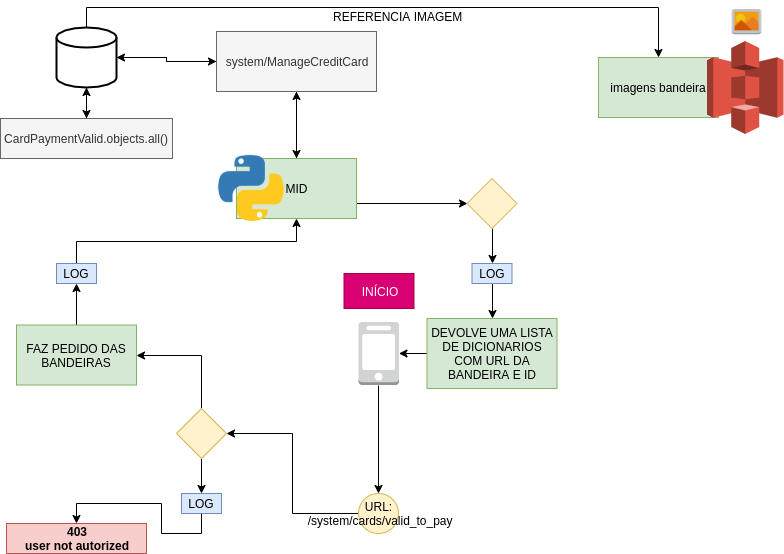 REFERENCIA IMAGEM
system/ManageCreditCard
imagens bandeira
CardPaymentValid.objects.all()
MID
LOG
LOG
INÍCIO
FAZ PEDIDO DAS
BANDEIRAS
DEVOLVE UMA LISTA
DE DICIONARIOS
COM URL DA
BANDEIRA E ID
LOG
URL:
/system/cards/valid_to_pay
403
user not autorized